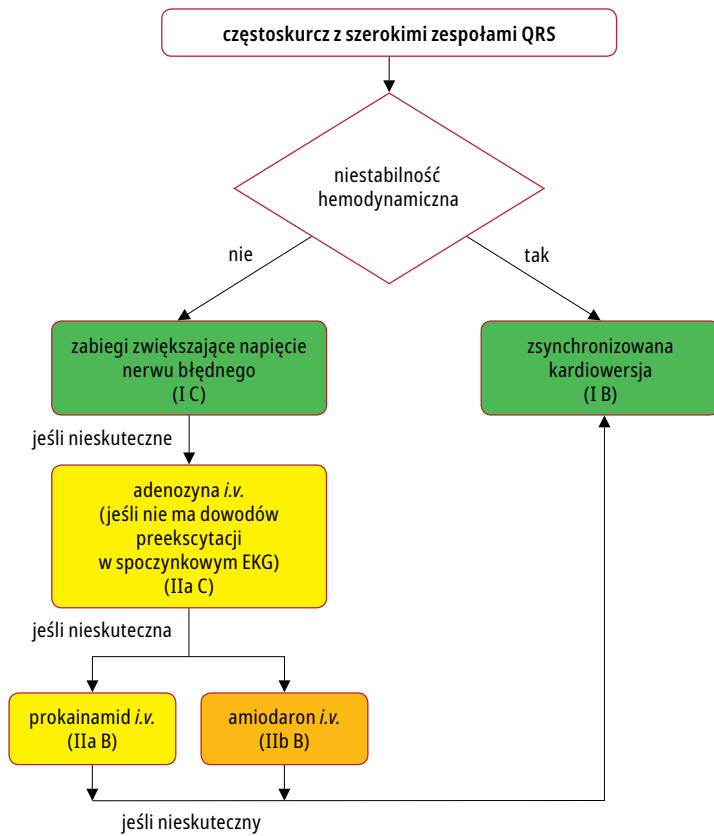 częstoskurcz z szerokimi zespołami QRS
niestabilność
hemodynamiczna
nie
tak
zabiegi zwiększające napięcie
nerwu błędnego
(I C)
zsynchronizowana
kardiowersja
(I B)
jeśli nieskuteczne
adenozyna i.v.
(jeśli nie ma dowodów
preekscytacji
w spoczynkowym EKG)
(IIa C)
jeśli nieskuteczna
prokainamid i.v.
(IIa B)
amiodaron i.v.
(IIb B)
jeśli nieskuteczny